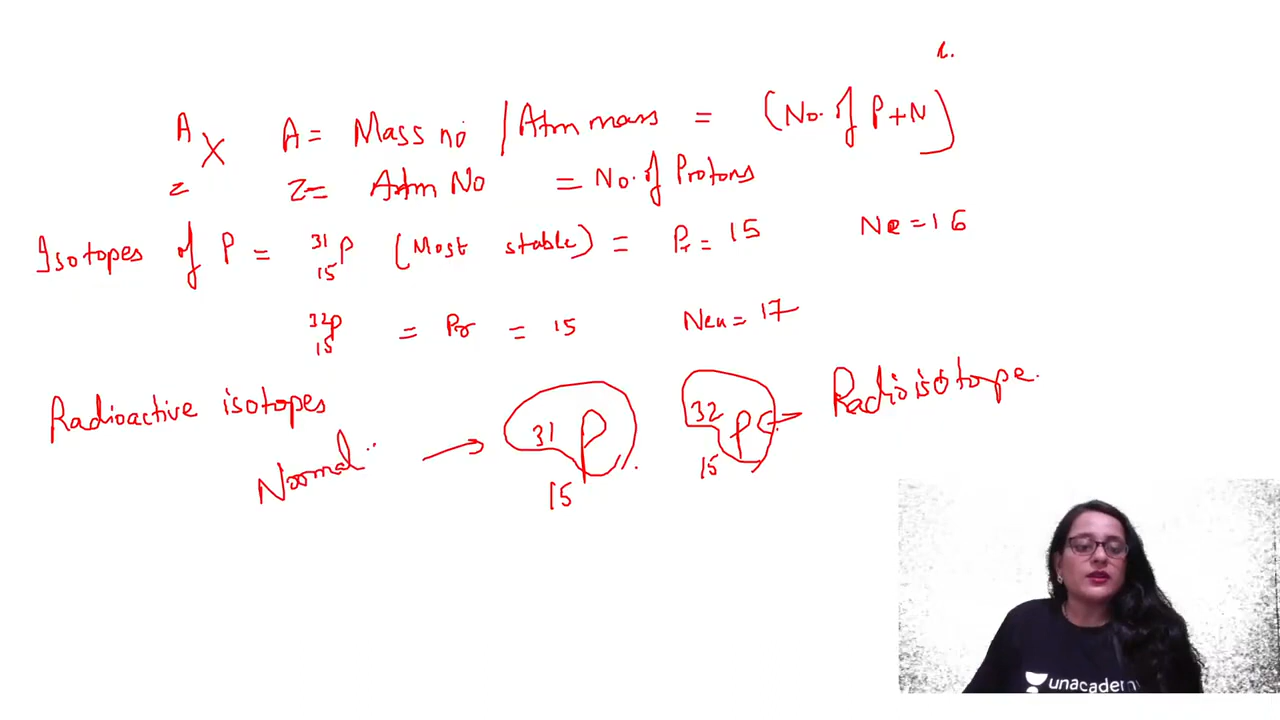 A X A = Mass no / Atm mass = (No. of P+N)
Z Z = Atm No = No. of Protons
Isotopes of P = 31 15 P (Most stable) = Pr = 15 Ne = 16
32 15 P = Pr = 15 Neu = 17
Radioactive isotopes
Normal → 31 15 P 32 15 P → Radioisotope.
unacademy